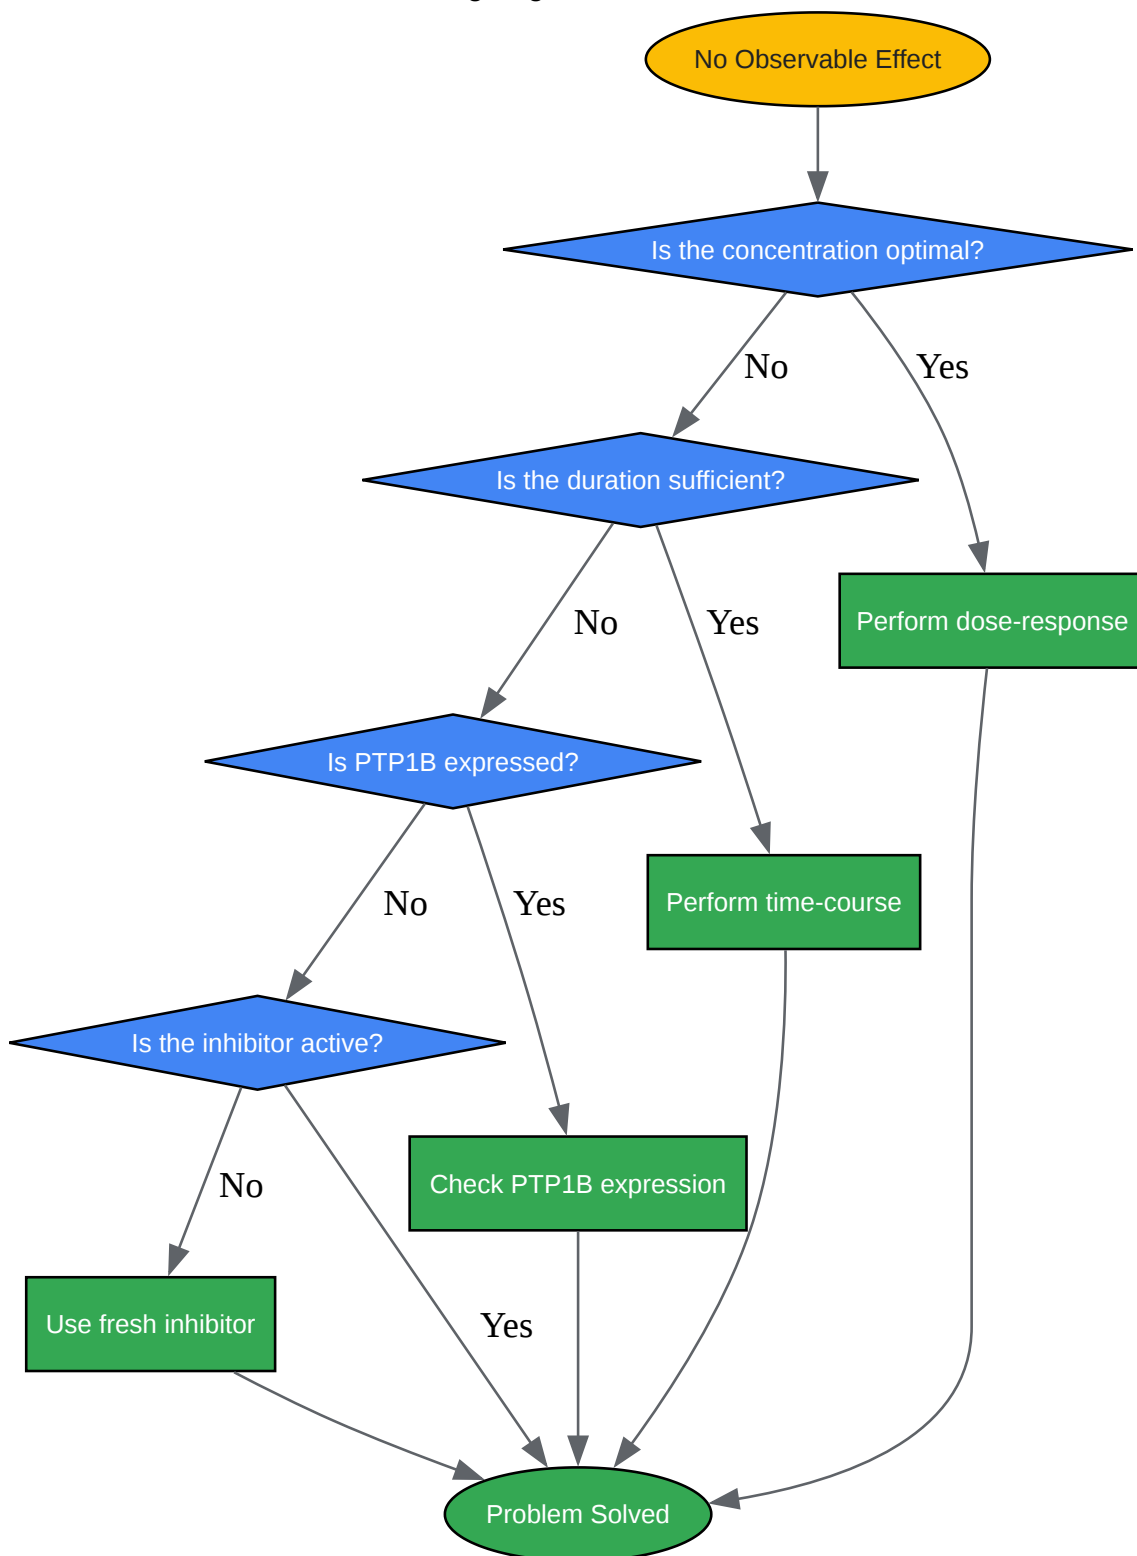 No Observable Effect
Is the concentration optimal?
No
Yes
Is the duration sufficient?
No
Yes
Perform dose-response
Is PTP1B expressed?
No
Yes
Perform time-course
Is the inhibitor active?
No
Yes
Check PTP1B expression
Use fresh inhibitor
Problem Solved